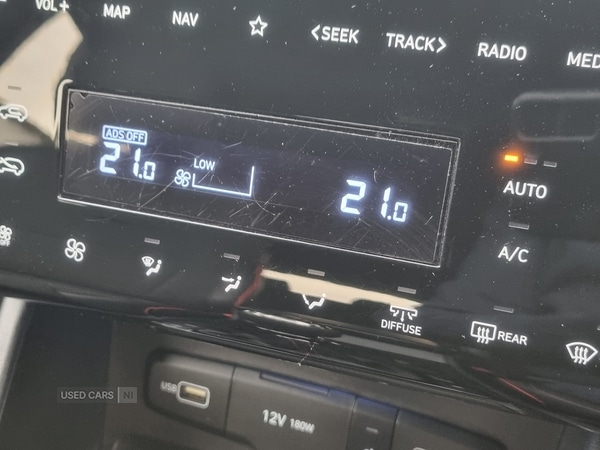 VOL+ MAP NAV <SEEK TRACK> RADIO
ADS OFF
21.0 LOW 21.0
AUTO
A/C
OFF
DIFFUSE REAR
USB 12V 180W
USED CARS NI